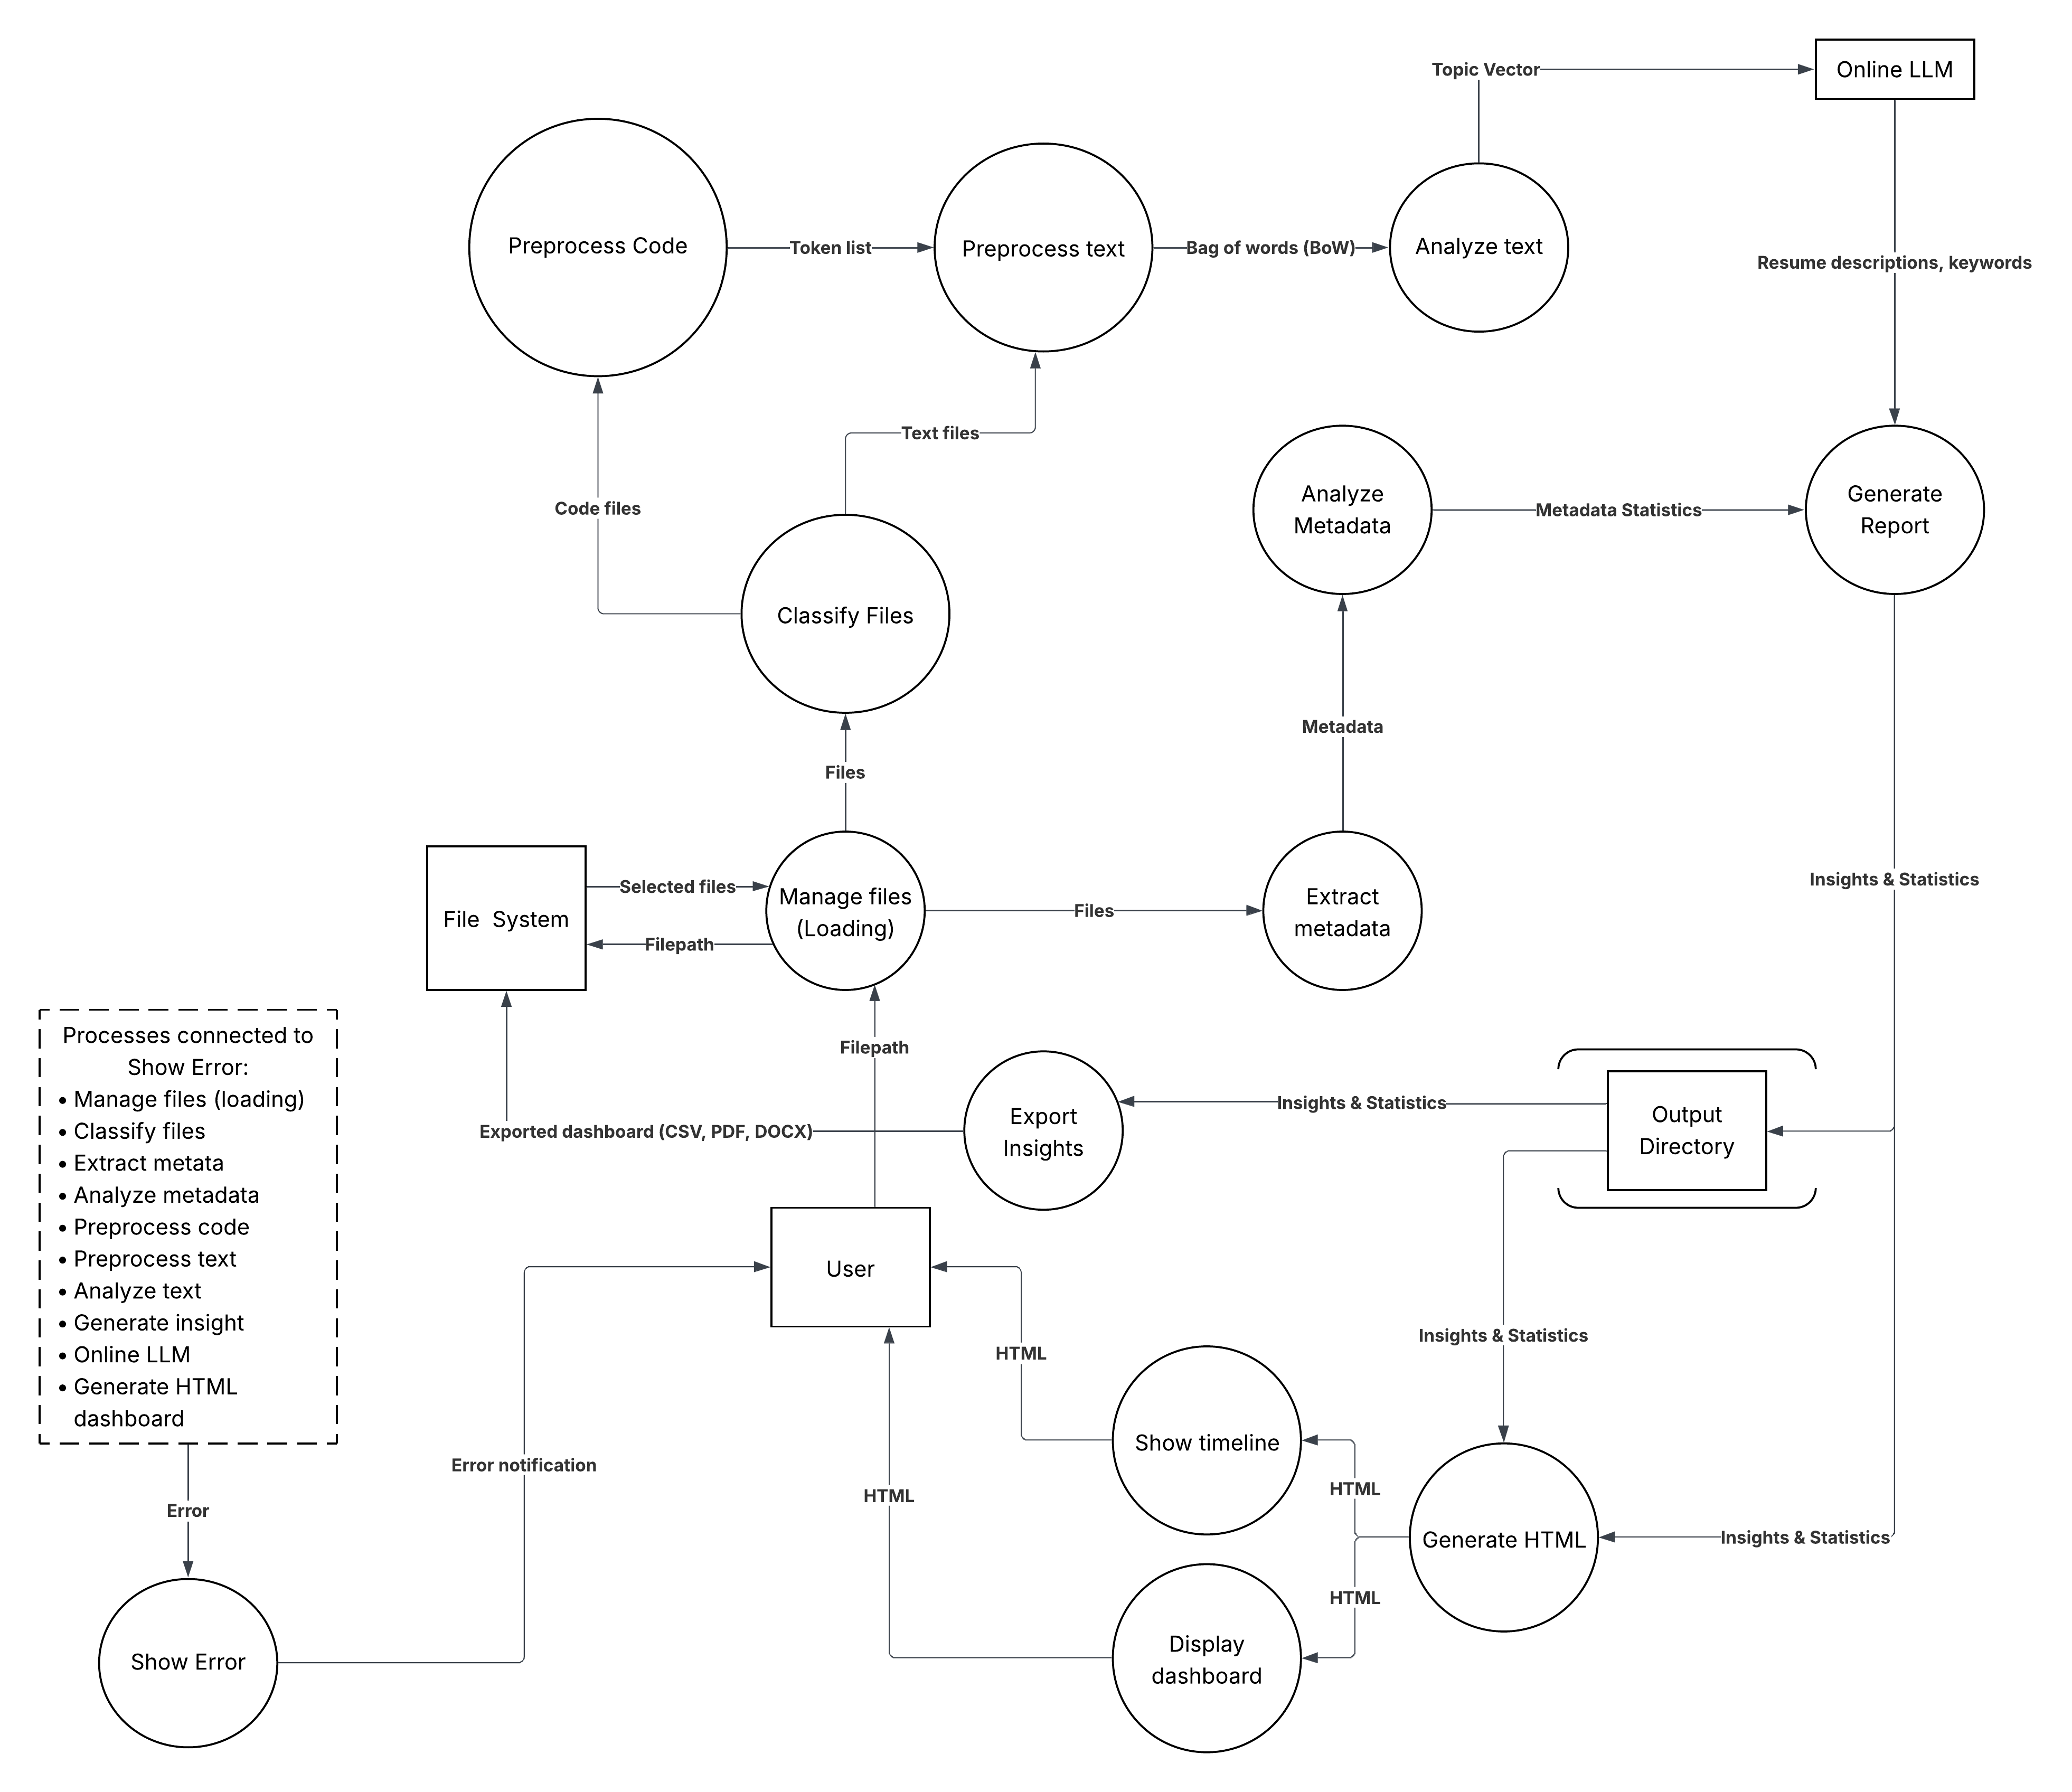 Topic Vector
Online LLM
Preprocess Code
Token list
Preprocess text
Bag of words (BoW)
Analyze text
Resume descriptions, keywords
Text files
Code files
Analyze
Metadata
Metadata Statistics
Generate
Report
Classify Files
Metadata
Files
Insights & Statistics
File  System
Selected files
Filepath
Manage files
(Loading)
Files
Extract
metadata
Processes connected to
Show Error:
• Manage files (loading)
• Classify files
• Extract metata
• Analyze metadata
• Preprocess code
• Preprocess text
• Analyze text
• Generate insight
• Online LLM
• Generate HTML
dashboard
Filepath
Exported dashboard (CSV, PDF, DOCX)
Export
Insights
Insights & Statistics
Output
Directory
User
HTML
Insights & Statistics
Show timeline
HTML
Error notification
HTML
Error
Generate HTML
Insights & Statistics
HTML
Show Error
Display
dashboard